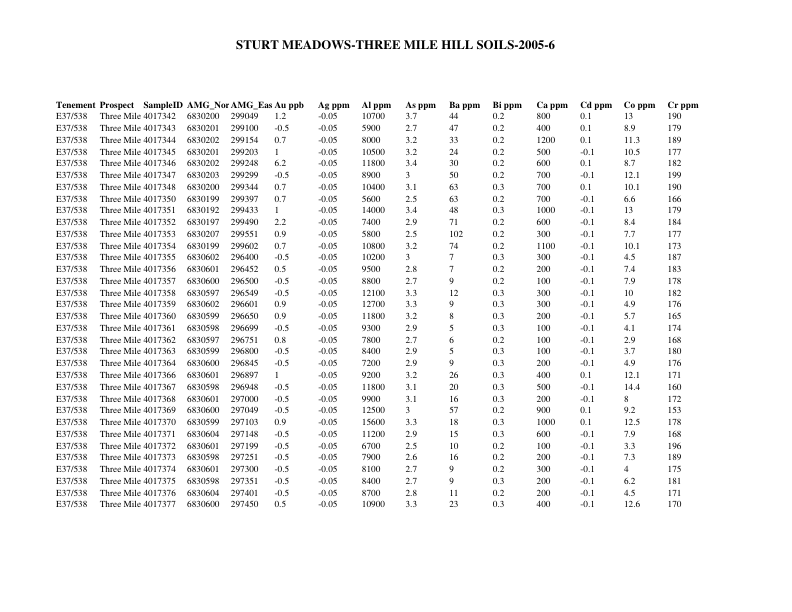 STURT MEADOWS-THREE MILE HILL SOILS-2005-6
Tenement Prospect SampleID AMG_Nor AMG_Eas Au ppb Ag ppm Al ppm As ppm Ba ppm Bi ppm Ca ppm Cd ppm Co ppm Cr ppm
E37/538 Three Mile 4017342 6830200 299049 1.2 -0.05 10700 3.7 44 0.2 800 0.1 13 190
E37/538 Three Mile 4017343 6830201 299100 -0.5 -0.05 5900 2.7 47 0.2 400 0.1 8.9 179
E37/538 Three Mile 4017344 6830202 299154 0.7 -0.05 8000 3.2 33 0.2 1200 0.1 11.3 189
E37/538 Three Mile 4017345 6830201 299203 1 -0.05 10500 3.2 24 0.2 500 -0.1 10.5 177
E37/538 Three Mile 4017346 6830202 299248 6.2 -0.05 11800 3.4 30 0.2 600 0.1 8.7 182
E37/538 Three Mile 4017347 6830203 299299 -0.5 -0.05 8900 3 50 0.2 700 -0.1 12.1 199
E37/538 Three Mile 4017348 6830200 299344 0.7 -0.05 10400 3.1 63 0.3 700 0.1 10.1 190
E37/538 Three Mile 4017350 6830199 299397 0.7 -0.05 5600 2.5 63 0.2 700 -0.1 6.6 166
E37/538 Three Mile 4017351 6830192 299433 1 -0.05 14000 3.4 48 0.3 1000 -0.1 13 179
E37/538 Three Mile 4017352 6830197 299490 2.2 -0.05 7400 2.9 71 0.2 600 -0.1 8.4 184
E37/538 Three Mile 4017353 6830207 299551 0.9 -0.05 5800 2.5 102 0.2 300 -0.1 7.7 177
E37/538 Three Mile 4017354 6830199 299602 0.7 -0.05 10800 3.2 74 0.2 1100 -0.1 10.1 173
E37/538 Three Mile 4017355 6830602 296400 -0.5 -0.05 10200 3 7 0.3 300 -0.1 4.5 187
E37/538 Three Mile 4017356 6830601 296452 0.5 -0.05 9500 2.8 7 0.2 200 -0.1 7.4 183
E37/538 Three Mile 4017357 6830600 296500 -0.5 -0.05 8800 2.7 9 0.2 100 -0.1 7.9 178
E37/538 Three Mile 4017358 6830597 296549 -0.5 -0.05 12100 3.3 12 0.3 300 -0.1 10 182
E37/538 Three Mile 4017359 6830602 296601 0.9 -0.05 12700 3.3 9 0.3 300 -0.1 4.9 176
E37/538 Three Mile 4017360 6830599 296650 0.9 -0.05 11800 3.2 8 0.3 200 -0.1 5.7 165
E37/538 Three Mile 4017361 6830598 296699 -0.5 -0.05 9300 2.9 5 0.3 100 -0.1 4.1 174
E37/538 Three Mile 4017362 6830597 296751 0.8 -0.05 7800 2.7 6 0.2 100 -0.1 2.9 168
E37/538 Three Mile 4017363 6830599 296800 -0.5 -0.05 8400 2.9 5 0.3 100 -0.1 3.7 180
E37/538 Three Mile 4017364 6830600 296845 -0.5 -0.05 7200 2.9 9 0.3 200 -0.1 4.9 176
E37/538 Three Mile 4017366 6830601 296897 1 -0.05 9200 3.2 26 0.3 400 0.1 12.1 171
E37/538 Three Mile 4017367 6830598 296948 -0.5 -0.05 11800 3.1 20 0.3 500 -0.1 14.4 160
E37/538 Three Mile 4017368 6830601 297000 -0.5 -0.05 9900 3.1 16 0.3 200 -0.1 8 172
E37/538 Three Mile 4017369 6830600 297049 -0.5 -0.05 12500 3 57 0.2 900 0.1 9.2 153
E37/538 Three Mile 4017370 6830599 297103 0.9 -0.05 15600 3.3 18 0.3 1000 0.1 12.5 178
E37/538 Three Mile 4017371 6830604 297148 -0.5 -0.05 11200 2.9 15 0.3 600 -0.1 7.9 168
E37/538 Three Mile 4017372 6830601 297199 -0.5 -0.05 6700 2.5 10 0.2 100 -0.1 3.3 196
E37/538 Three Mile 4017373 6830598 297251 -0.5 -0.05 7900 2.6 16 0.2 200 -0.1 7.3 189
E37/538 Three Mile 4017374 6830601 297300 -0.5 -0.05 8100 2.7 9 0.2 300 -0.1 4 175
E37/538 Three Mile 4017375 6830598 297351 -0.5 -0.05 8400 2.7 9 0.3 200 -0.1 6.2 181
E37/538 Three Mile 4017376 6830604 297401 -0.5 -0.05 8700 2.8 11 0.2 200 -0.1 4.5 171
E37/538 Three Mile 4017377 6830600 297450 0.5 -0.05 10900 3.3 23 0.3 400 -0.1 12.6 170